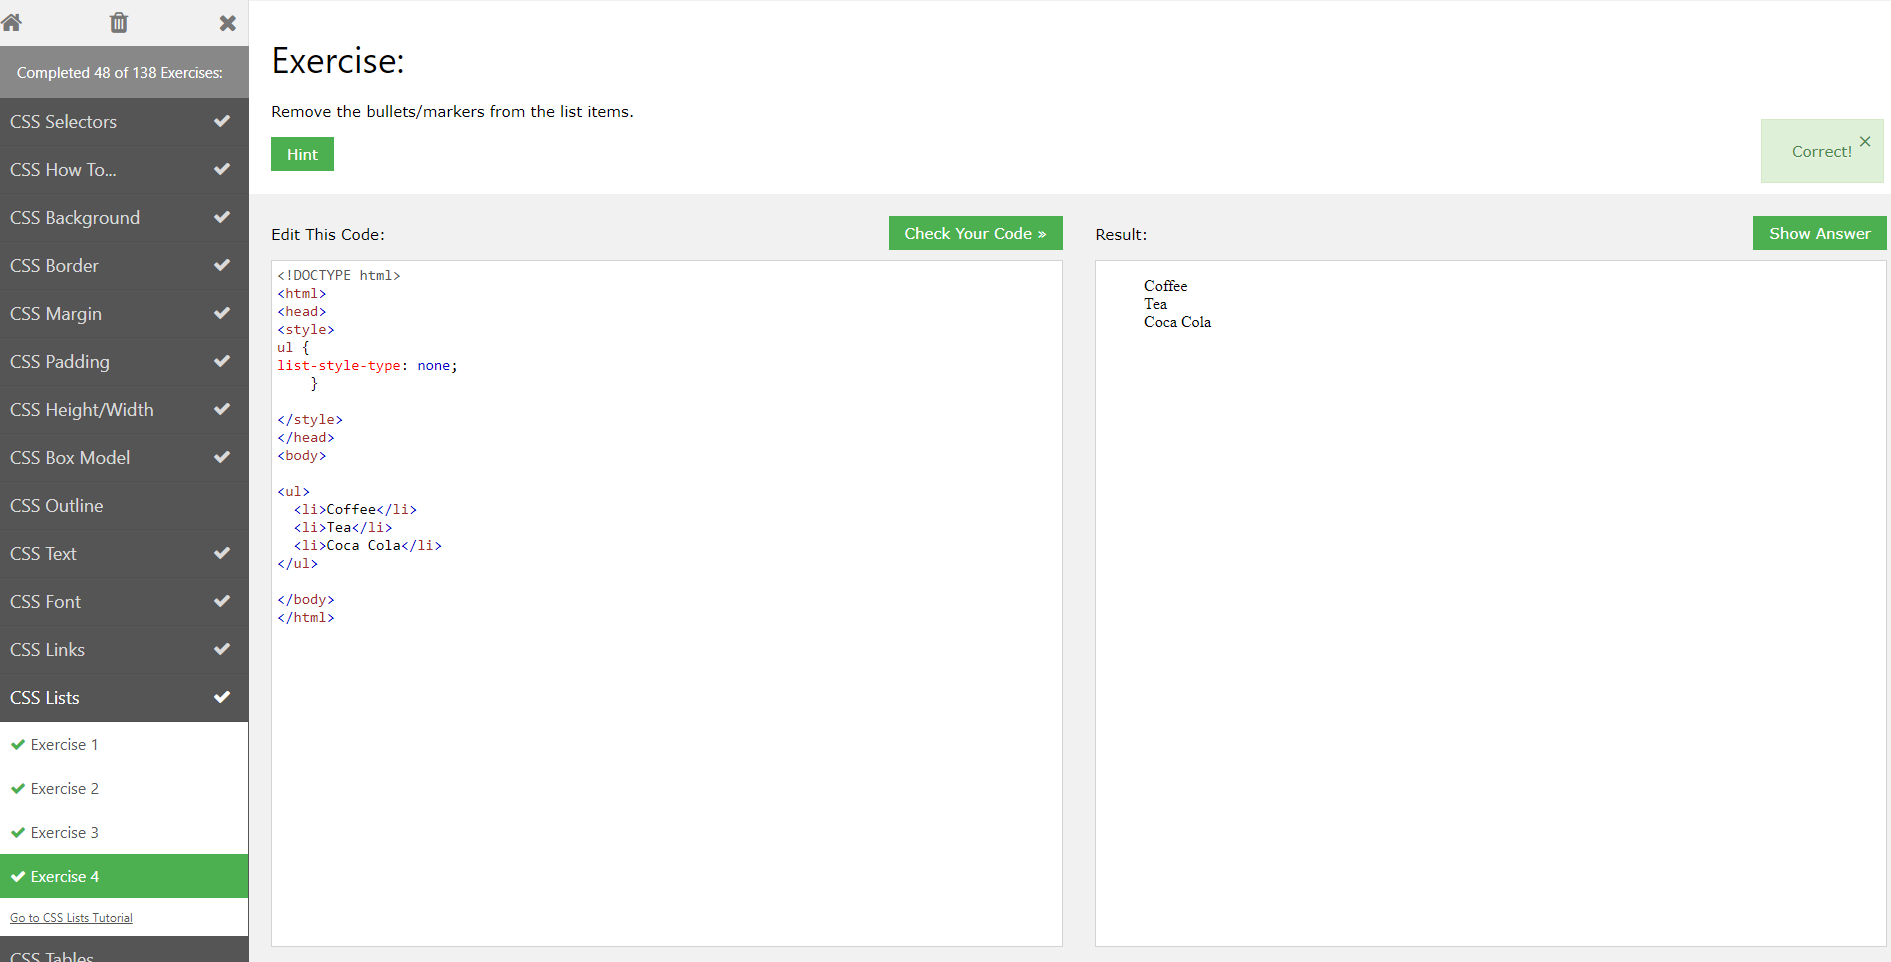 Completed 48 of 138 Exercises:
CSS Selectors
CSS How To...
CSS Background
CSS Border
CSS Margin
CSS Padding
CSS Height/Width
CSS Box Model
CSS Outline
CSS Text
CSS Font
CSS Links
CSS Lists
Exercise 1
Exercise 2
Exercise 3
Exercise 4
Go to CSS Lists Tutorial
CSS Tables
Exercise:
Remove the bullets/markers from the list items.
Hint
Correct! ×
Edit This Code:
Check Your Code »
<!DOCTYPE html>
<html>
<head>
<style>
ul {
list-style-type: none;
    }
</style>
</head>
<body>
<ul>
  <li>Coffee</li>
  <li>Tea</li>
  <li>Coca Cola</li>
</ul>
</body>
</html>
Result:
Show Answer
Coffee
Tea
Coca Cola